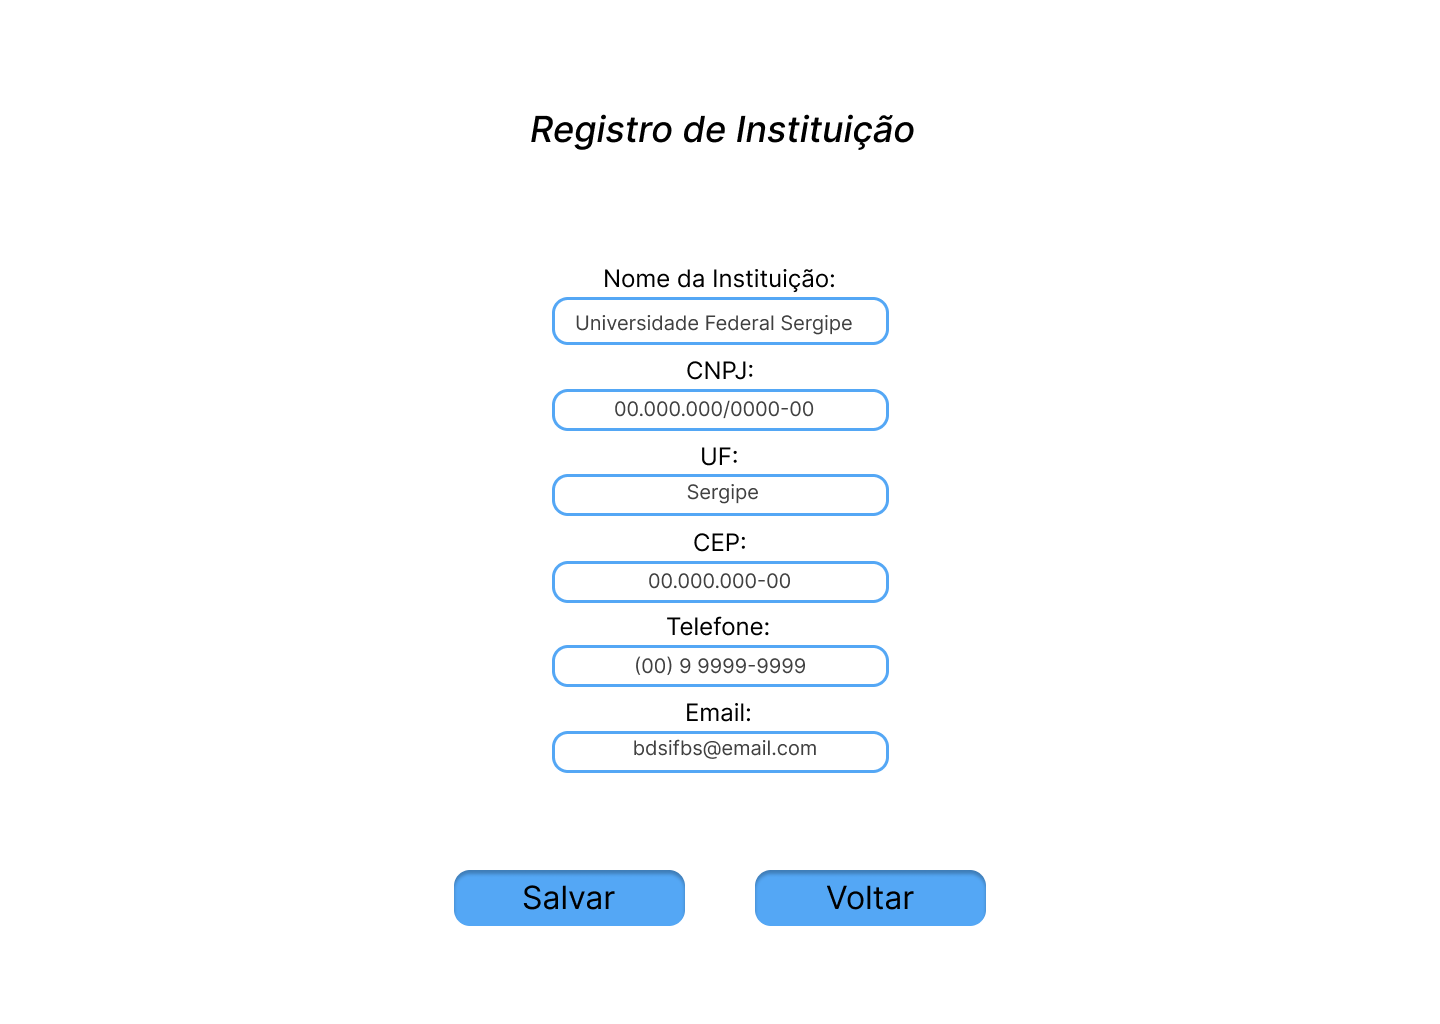 Registro de Instituição
Nome da Instituição:
Universidade Federal Sergipe
CNPJ:
00.000.000/0000-00
UF:
Sergipe
CEP:
00.000.000-00
Telefone:
(00) 9 9999-9999
Email:
bdsifbs@email.com
Salvar
Voltar